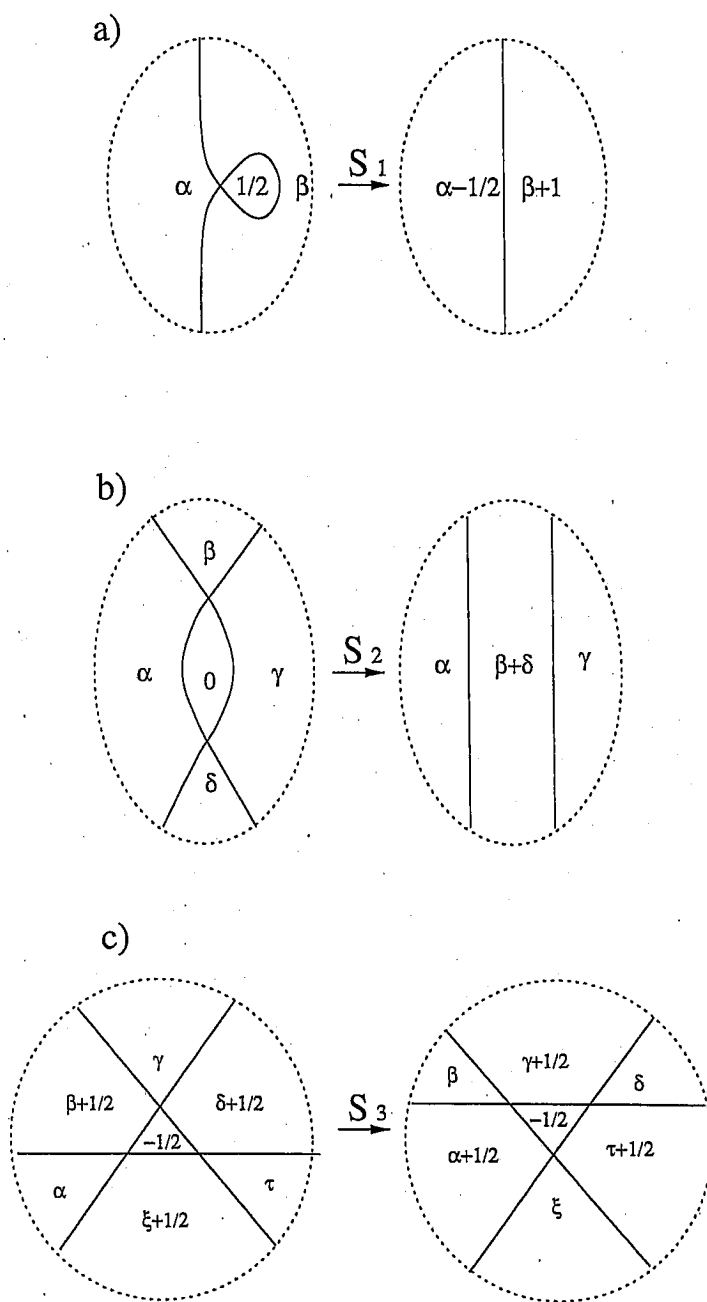 a)
α 1/2 β S1 α−1/2 β+1
b)
β
α 0 γ S2 α β+δ γ
δ
c)
γ γ+1/2
β δ
β+1/2 δ+1/2 S3
−1/2 −1/2
α+1/2 τ+1/2
α τ
ξ+1/2 ξ